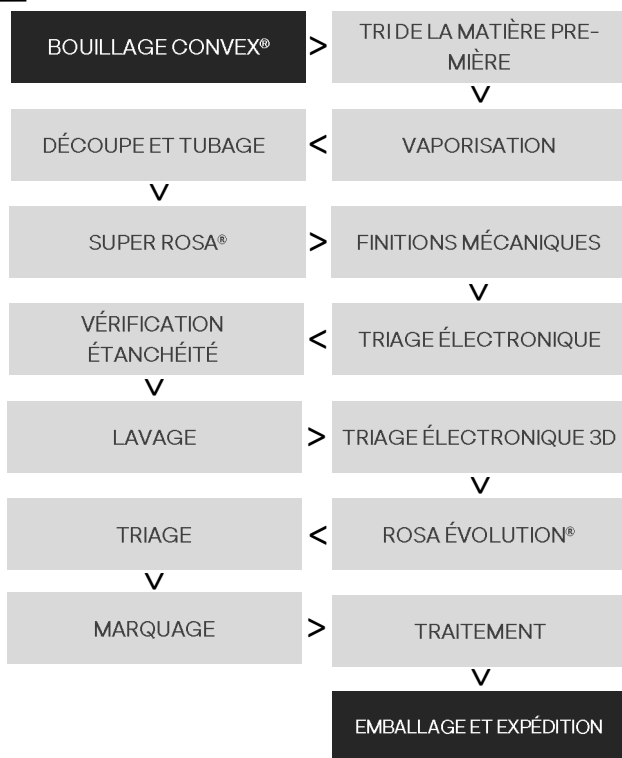 BOUILLAGE CONVEX®
>
TRI DE LA MATIÈRE PRE-
MIÈRE
>
VAPORISATION
<
DÉCOUPE ET TUBAGE
>
SUPER ROSA®
>
FINITIONS MÉCANIQUES
>
TRIAGE ÉLECTRONIQUE
<
VÉRIFICATION
ÉTANCHÉITÉ
>
LAVAGE
>
TRIAGE ÉLECTRONIQUE 3D
>
ROSA ÉVOLUTION®
<
TRIAGE
>
MARQUAGE
>
TRAITEMENT
>
EMBALLAGE ET EXPÉDITION